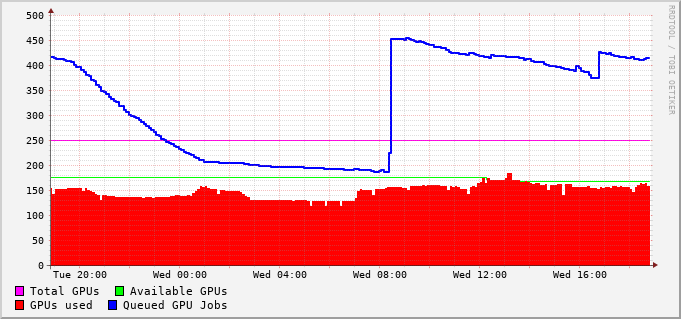 500
450
400
350
300
250
200
150
100
50
0
Tue 20:00 Wed 00:00 Wed 04:00 Wed 08:00 Wed 12:00 Wed 16:00
Total GPUs Available GPUs
GPUs used Queued GPU Jobs
RRDTOOL / TOBI OETIKER